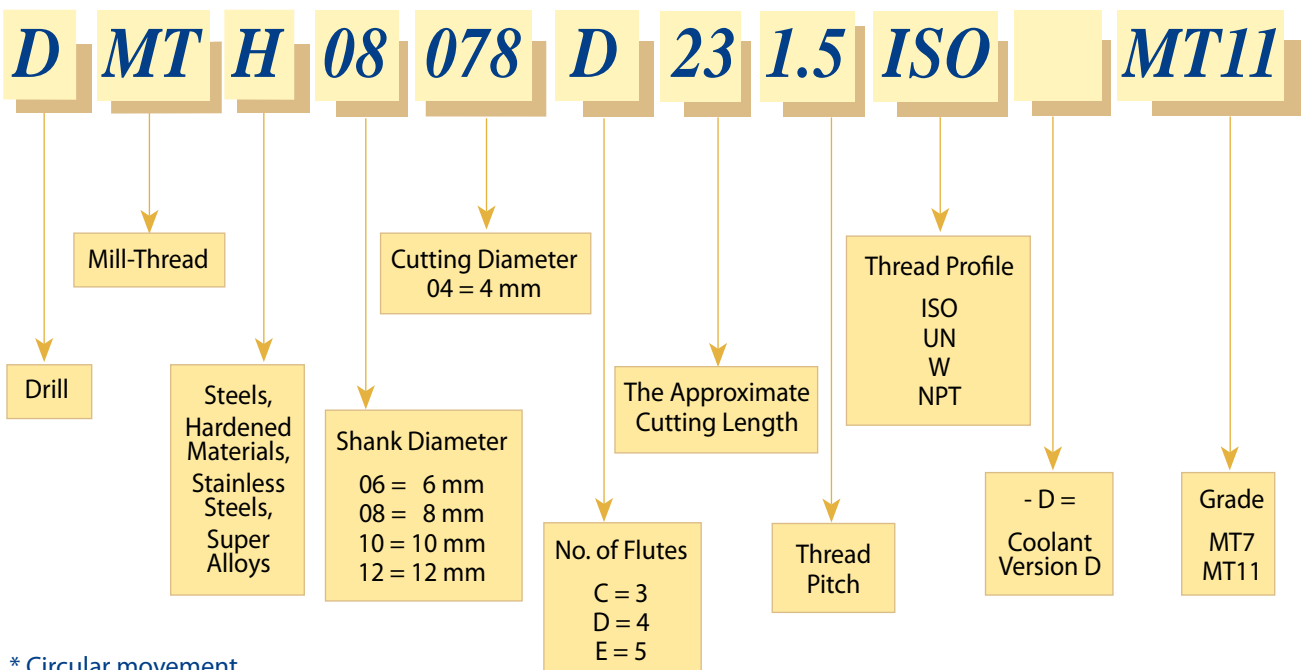 D MT H 08 078 D 23 1.5 ISO MT11
Drill
Mill-Thread
Steels,
Hardened
Materials,
Stainless
Steels,
Super
Alloys
Shank Diameter
06 = 6 mm
08 = 8 mm
10 = 10 mm
12 = 12 mm
Cutting Diameter
04 = 4 mm
No. of Flutes
C = 3
D = 4
E = 5
The Approximate
Cutting Length
Thread
Pitch
Thread Profile
ISO
UN
W
NPT
- D =
Coolant
Version D
Grade
MT7
MT11
* Circular movement